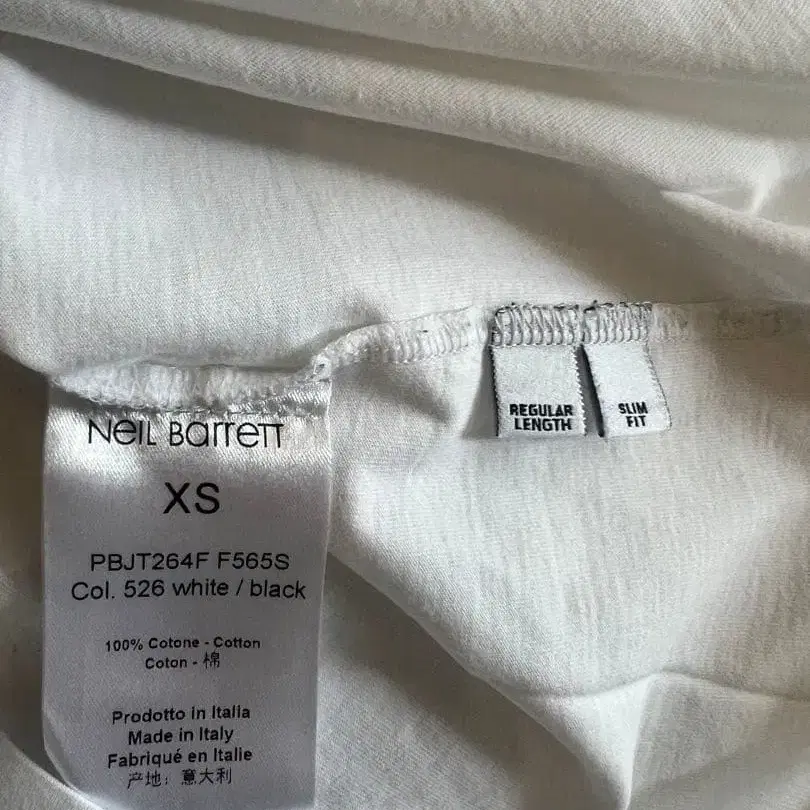 NEIL BARRETT
XS
PBJT264F F565S
Col. 526 white / black
100% Cotone - Cotton
Coton - 棉
Prodotto in Italia
Made in Italy
Fabriqué en Italie
产地: 意大利
REGULAR
LENGTH
SLIM
FIT